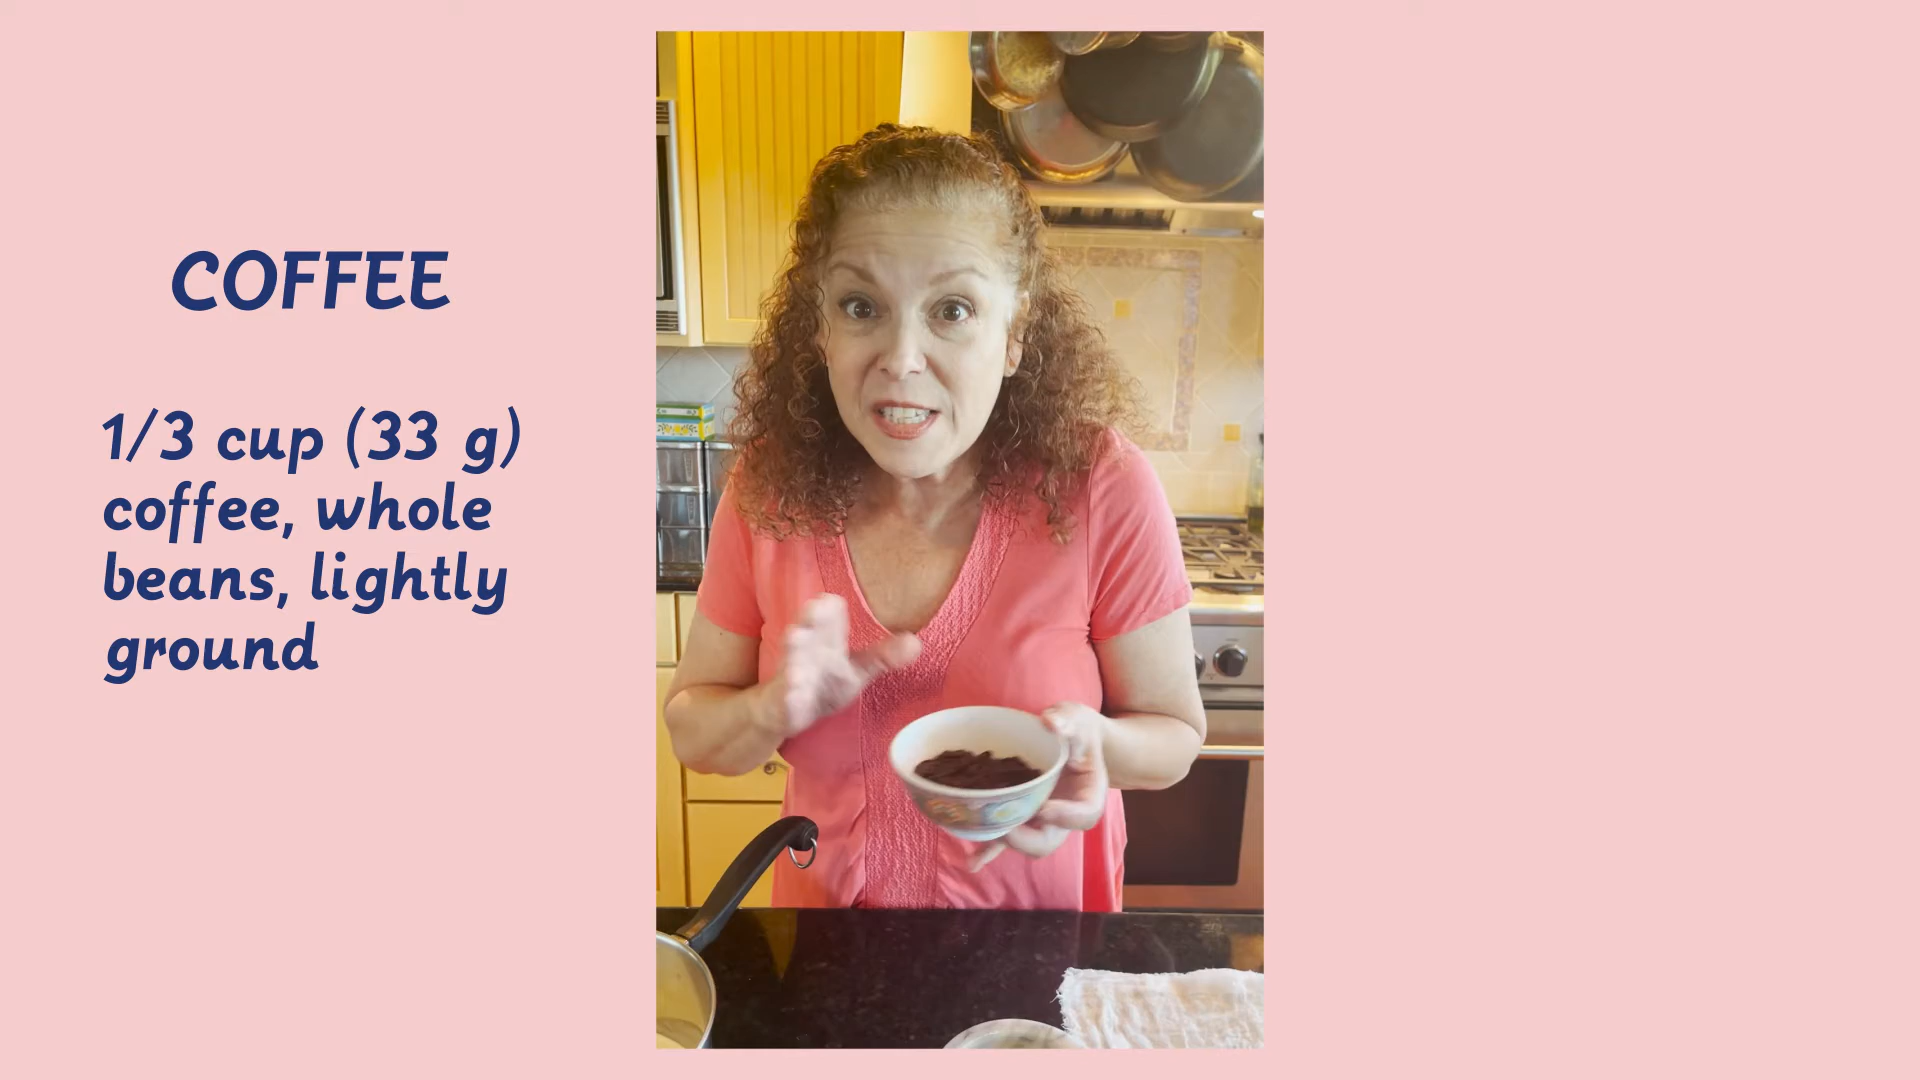 COFFEE
1/3 cup (33 g)
coffee, whole
beans, lightly
ground